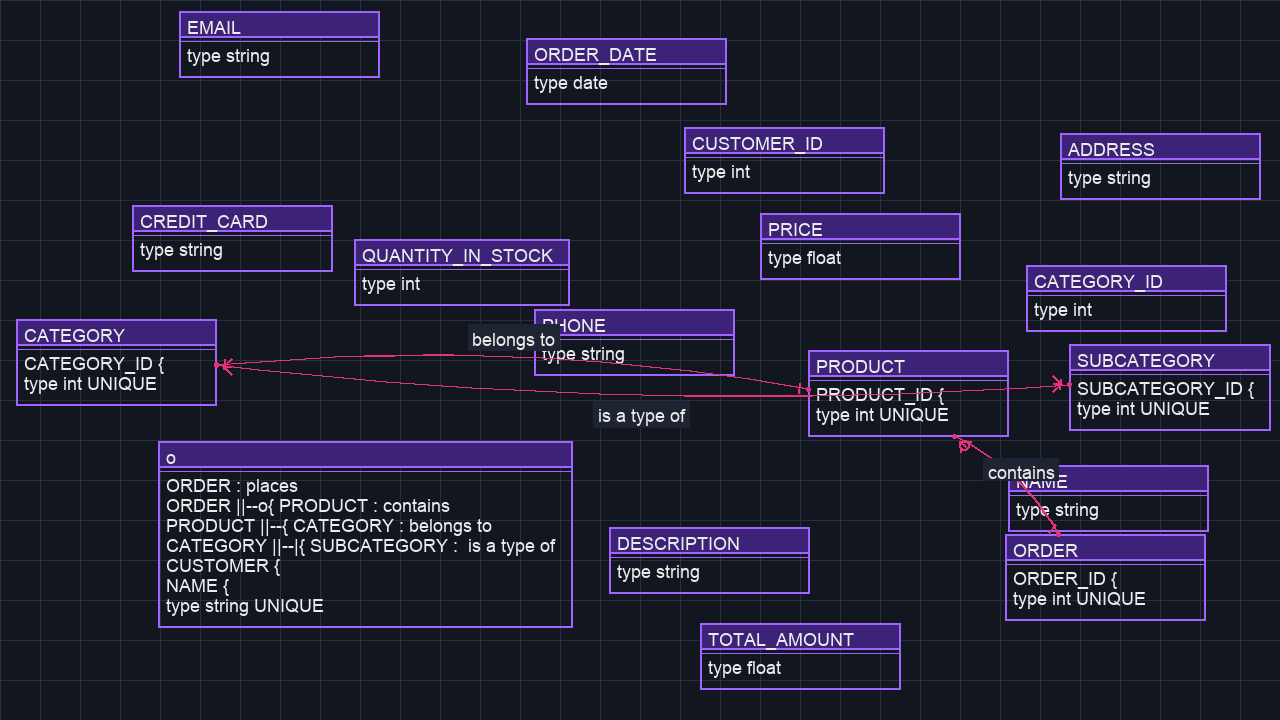 EMAIL
type string
ORDER_DATE
type date
CUSTOMER_ID
type int
ADDRESS
type string
CREDIT_CARD
type string
PRICE
type float
QUANTITY_IN_STOCK
type int
CATEGORY_ID
type int
PHONE
type string
CATEGORY
CATEGORY_ID {
type int UNIQUE
belongs to
SUBCATEGORY
SUBCATEGORY_ID {
type int UNIQUE
PRODUCT
PRODUCT_ID {
type int UNIQUE
is a type of
o
ORDER : places
ORDER ||--o{ PRODUCT : contains
PRODUCT ||--{ CATEGORY : belongs to
CATEGORY ||--|{ SUBCATEGORY :  is a type of
CUSTOMER {
NAME {
type string UNIQUE
contains
NAME
type string
DESCRIPTION
type string
ORDER
ORDER_ID {
type int UNIQUE
TOTAL_AMOUNT
type float